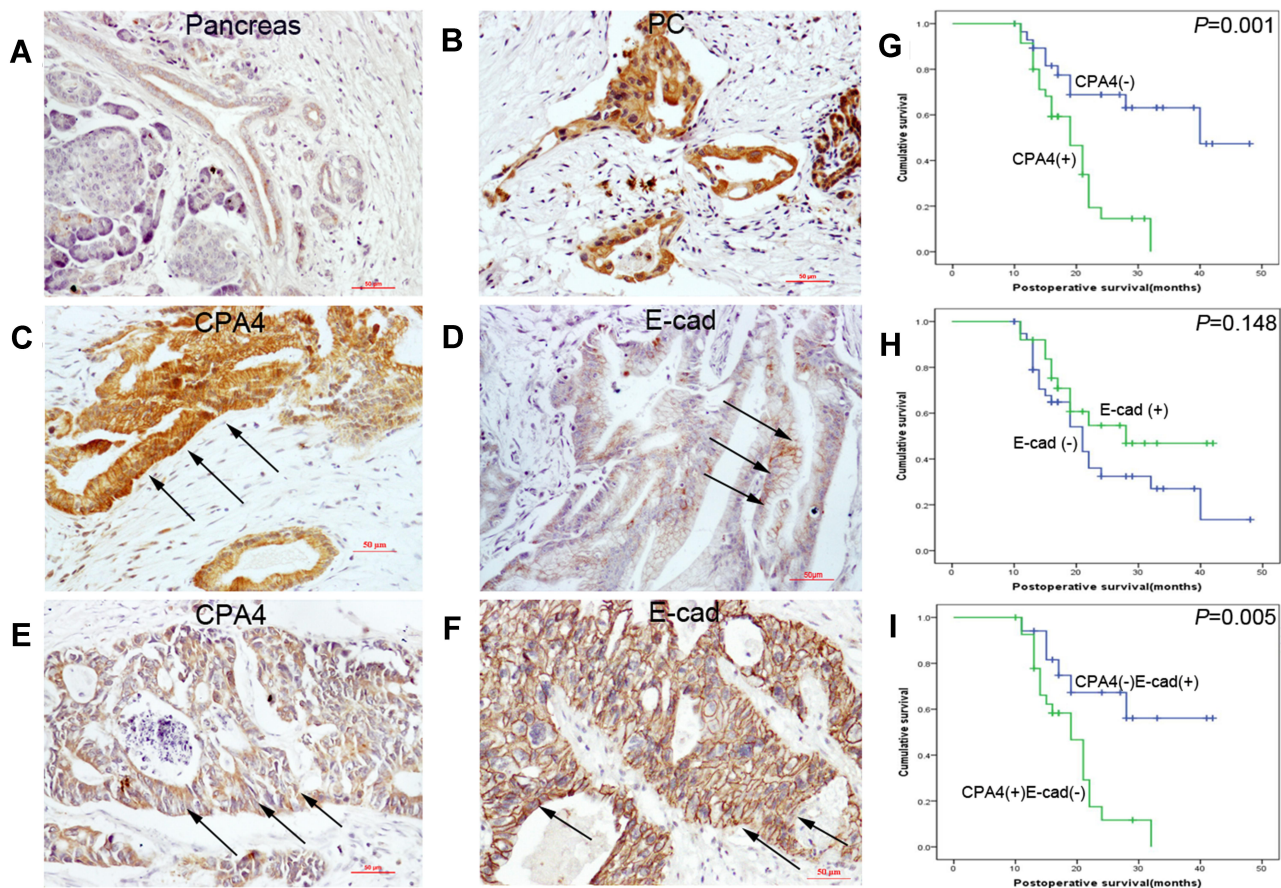 A
Pancreas
50 µm
B
PC
50 µm
C
CPA4
50 µm
D
E-cad
50µm
E
CPA4
50 µm
F
E-cad
50 µm
G
P=0.001
CPA4(-)
CPA4(+)
Cumulative survival
1.0
0.8
0.6
0.4
0.2
0.0
0 10 20 30 40 50
Postoperative survival(months)
H
P=0.148
E-cad (+)
E-cad (-)
Cumulative survival
1.0
0.8
0.6
0.4
0.2
0.0
0 10 20 30 40 50
Postoperative survival(months)
I
P=0.005
CPA4(-)E-cad(+)
CPA4(+)E-cad(-)
Cumulative survival
1.0
0.8
0.6
0.4
0.2
0.0
0 10 20 30 40 50
Postoperative survival(months)